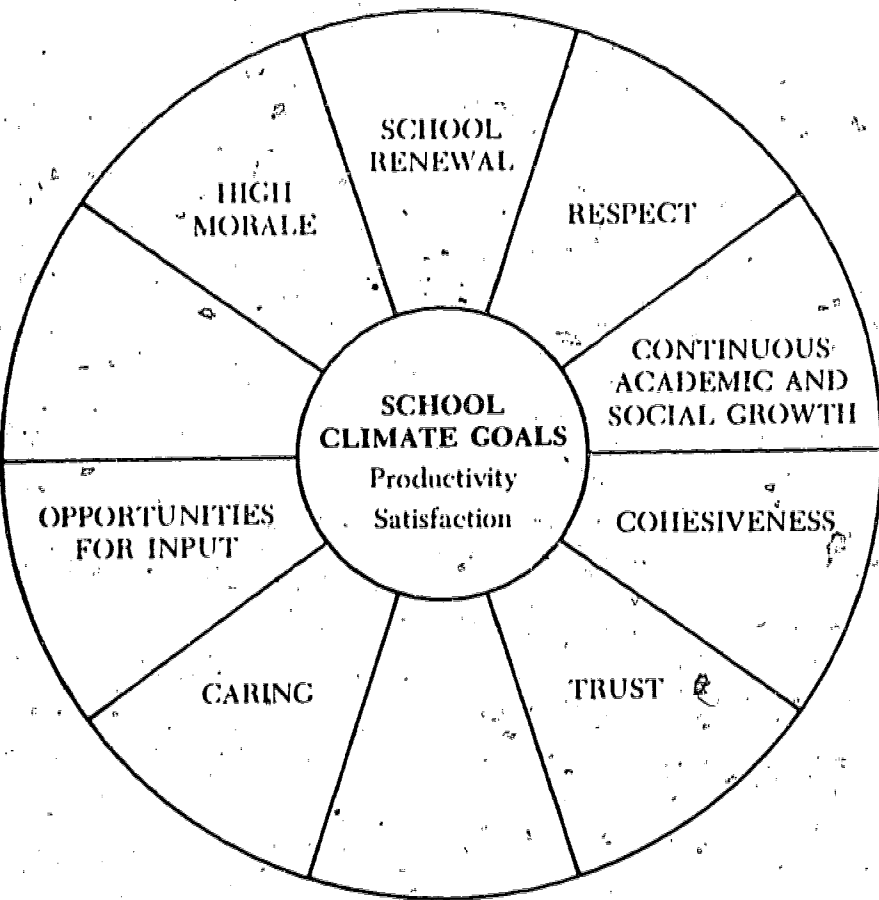 SCHOOL
RENEWAL
HIGH
MORALE
RESPECT
CONTINUOUS
ACADEMIC AND
SOCIAL GROWTH
SCHOOL
CLIMATE GOALS
Productivity
Satisfaction
OPPORTUNITIES
FOR INPUT
COHESIVENESS
CARING
TRUST